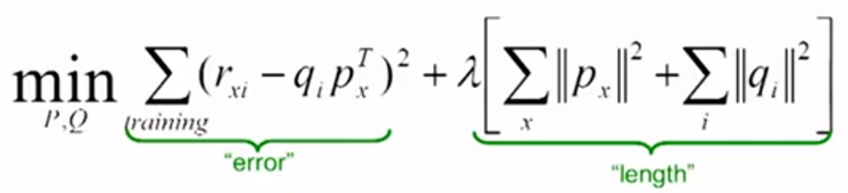 min P,Q ∑ training (r_xi − q_i p_x^T)² + λ[∑ x ‖p_x‖² + ∑ i ‖q_i‖²]
“error” “length”